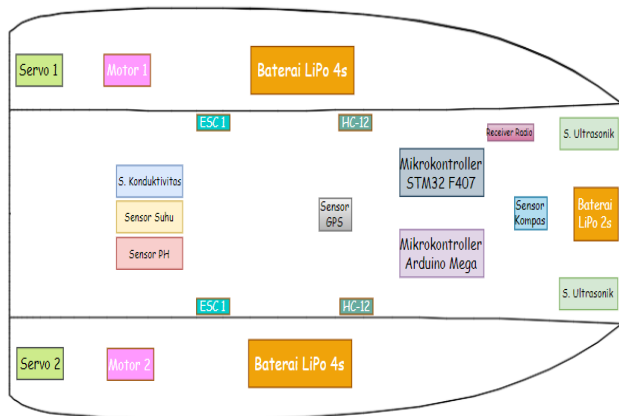 Servo 1
Motor 1
Baterai LiPo 4s
ESC 1
HC-12
Receiver Radio
S. Ultrasonik
S. Konduktivitas
Mikrokontroller
STM32 F407
Sensor Suhu
Sensor
GPS
Sensor
Kompas
Baterai
LiPo 2s
Sensor PH
Mikrokontroller
Arduino Mega
S. Ultrasonik
ESC 1
HC-12
Servo 2
Motor 2
Baterai LiPo 4s